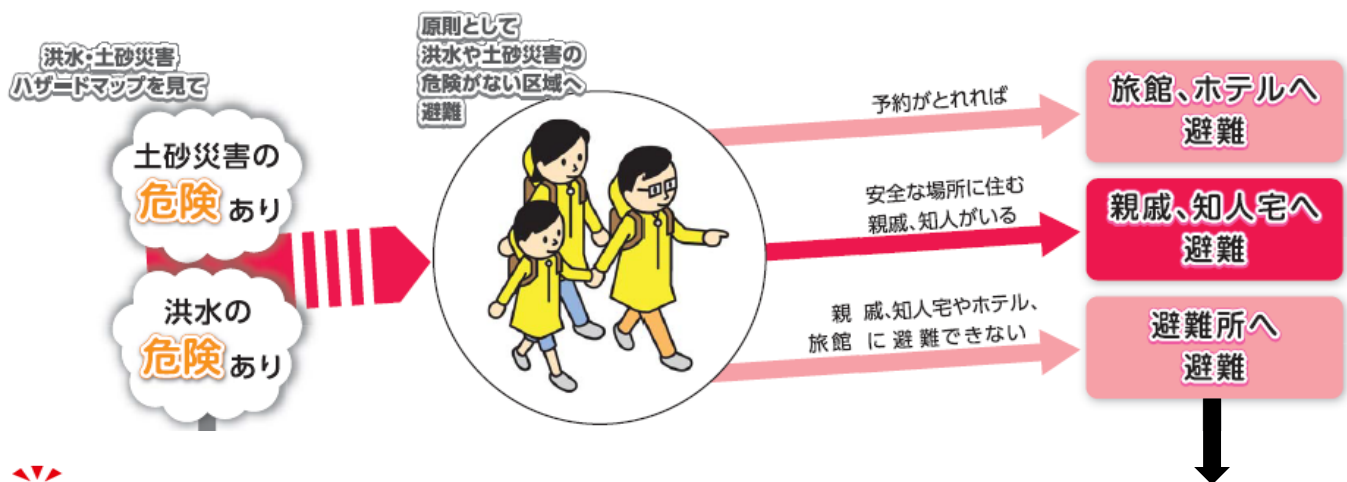 洪水・土砂災害
ハザードマップを見て
土砂災害の
危険あり
洪水の
危険あり
原則として
洪水や土砂災害の
危険がない区域へ
避難
予約がとれれば
旅館、ホテルへ
避難
安全な場所に住む
親戚、知人がいる
親戚、知人宅へ
避難
親 戚、知人宅やホテル、
旅館 に避難できない
避難所へ
避難